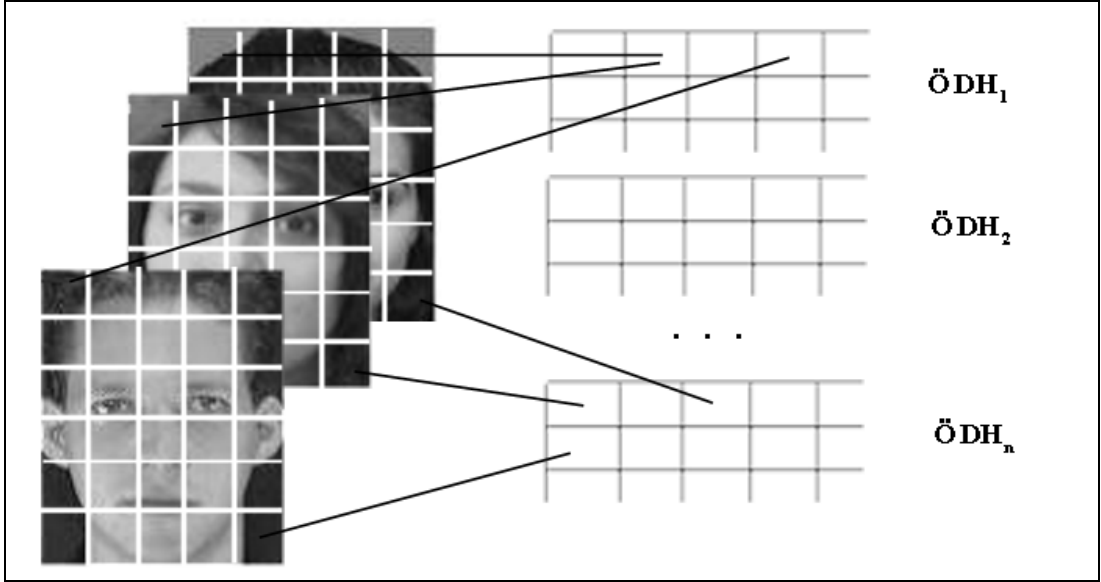 ÖDH₁
ÖDH₂
. . .
ÖDHₙ